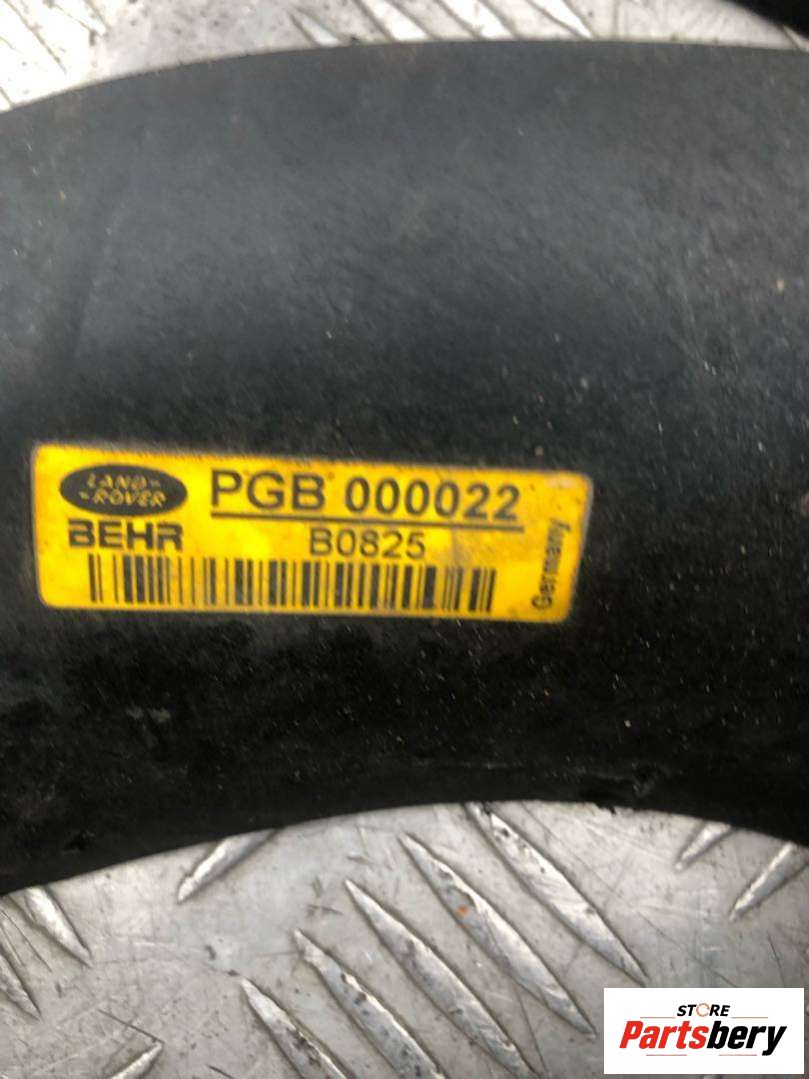 LAND-
-ROVER
PGB 000022
BEHR
B0825
Germany
STORE
Partsbery